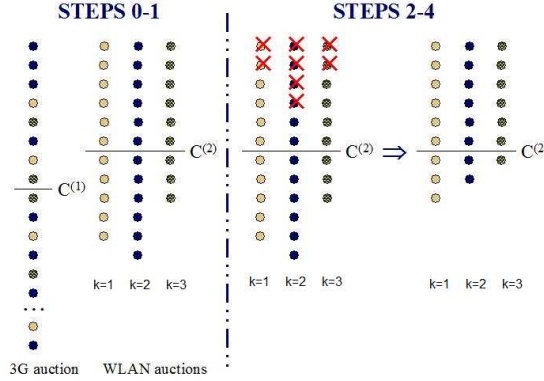 STEPS 0-1
STEPS 2-4
C(2)
C(2)
C(2
C(1)
⇒
k=1 k=2 k=3
k=1 k=2 k=3
k=1 k=2 k=3
...
3G auction
WLAN auctions